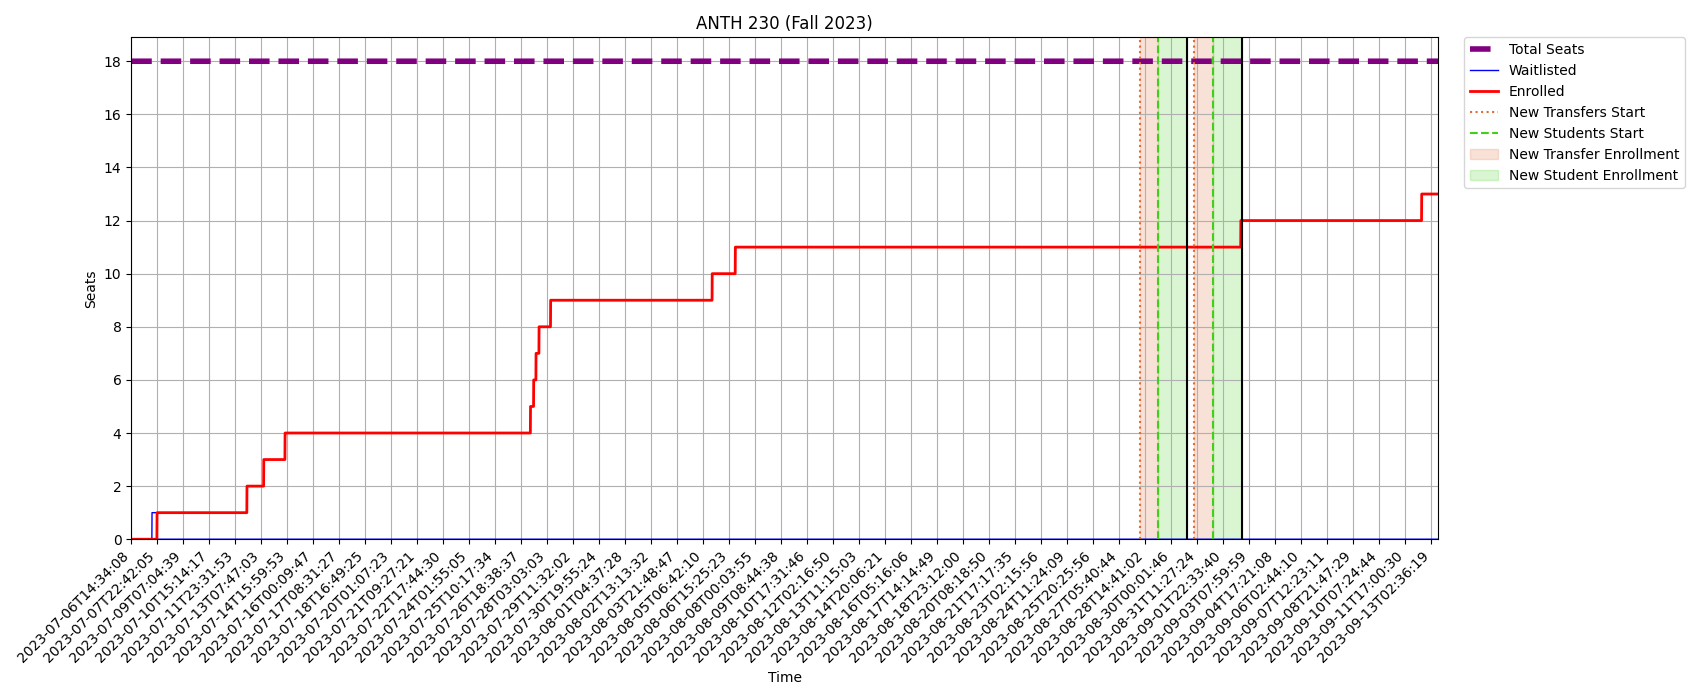 ANTH 230 (Fall 2023)
Seats
18
16
14
12
10
8
6
4
2
0
2023-07-06T14:34:08
2023-07-07T22:42:05
2023-07-09T07:04:39
2023-07-10T15:14:17
2023-07-11T23:31:53
2023-07-13T07:47:03
2023-07-14T15:59:53
2023-07-16T00:09:47
2023-07-17T08:31:27
2023-07-18T16:49:25
2023-07-20T01:07:23
2023-07-21T09:27:21
2023-07-22T17:44:30
2023-07-24T01:55:05
2023-07-25T10:17:34
2023-07-26T18:38:37
2023-07-28T03:03:03
2023-07-29T11:32:02
2023-07-30T19:55:24
2023-08-01T04:37:28
2023-08-02T13:13:32
2023-08-03T21:48:47
2023-08-05T06:42:10
2023-08-06T15:25:23
2023-08-08T00:03:55
2023-08-09T08:44:38
2023-08-10T17:31:46
2023-08-12T02:16:50
2023-08-13T11:15:03
2023-08-14T20:06:21
2023-08-16T05:16:06
2023-08-17T14:14:49
2023-08-18T23:12:00
2023-08-20T08:18:50
2023-08-21T17:17:35
2023-08-23T02:15:56
2023-08-24T11:24:09
2023-08-25T20:25:56
2023-08-27T05:40:44
2023-08-28T14:41:02
2023-08-30T00:01:46
2023-08-31T11:27:24
2023-09-01T22:33:40
2023-09-03T07:59:59
2023-09-04T17:21:08
2023-09-06T02:44:10
2023-09-07T12:23:11
2023-09-08T21:47:29
2023-09-10T07:24:44
2023-09-11T17:00:30
2023-09-13T02:36:19
Time
Total Seats
Waitlisted
Enrolled
New Transfers Start
New Students Start
New Transfer Enrollment
New Student Enrollment